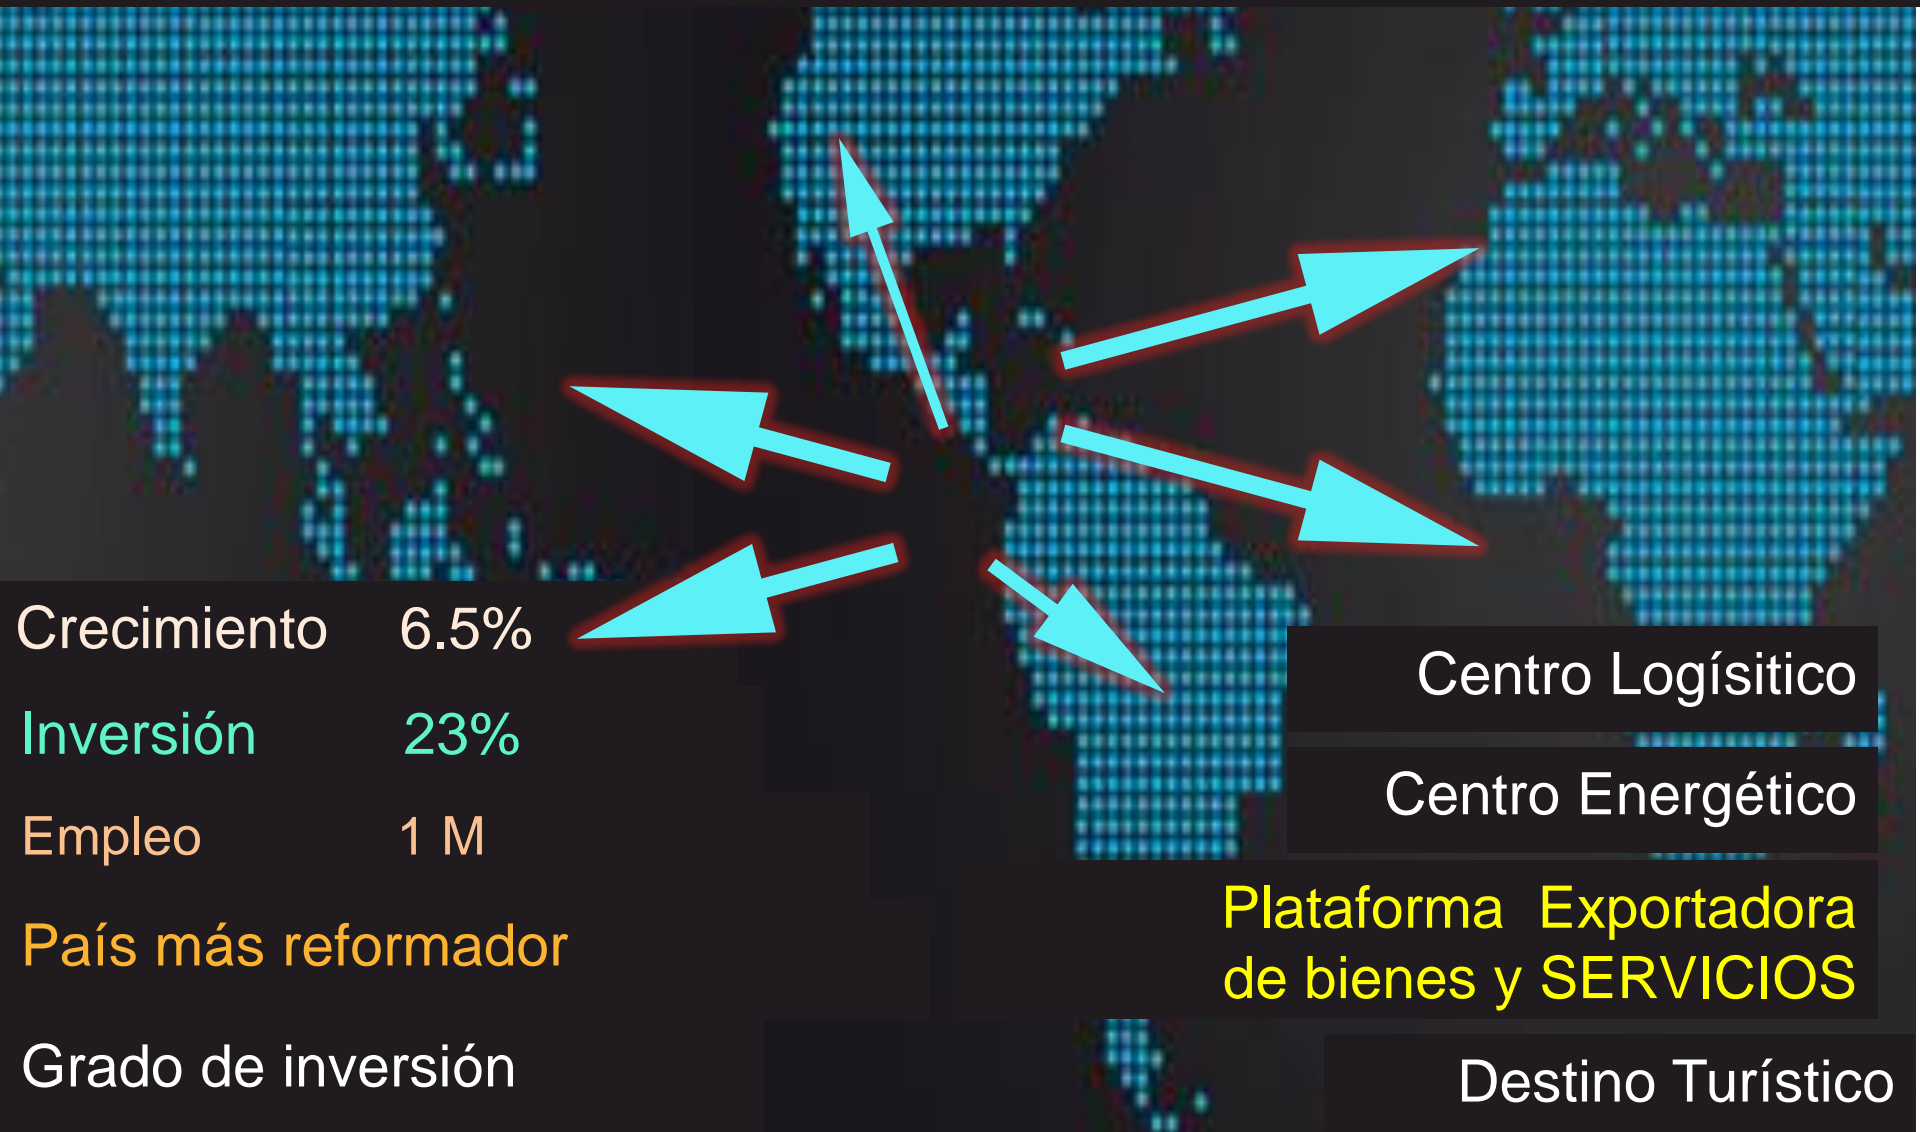 Crecimiento 6.5%
Inversión 23%
Empleo 1 M
País más reformador
Grado de inversión
Centro Logísitico
Centro Energético
Plataforma Exportadora
de bienes y SERVICIOS
Destino Turístico